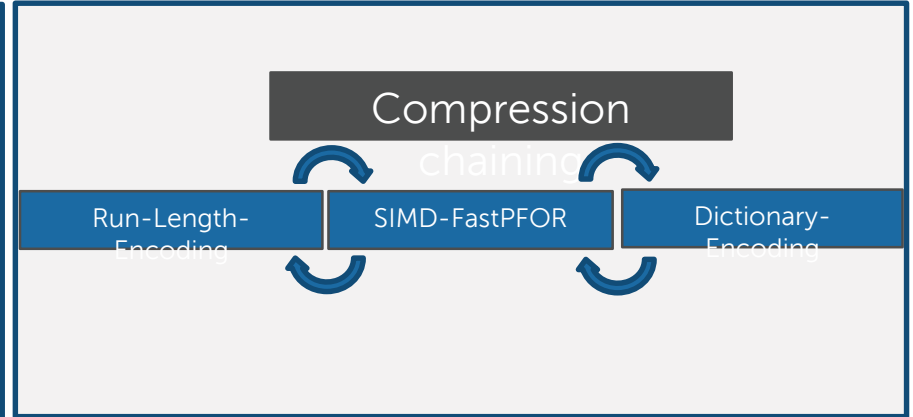 Compression
chaining
Run-Length-
Encoding
SIMD-FastPFOR
Dictionary-
Encoding